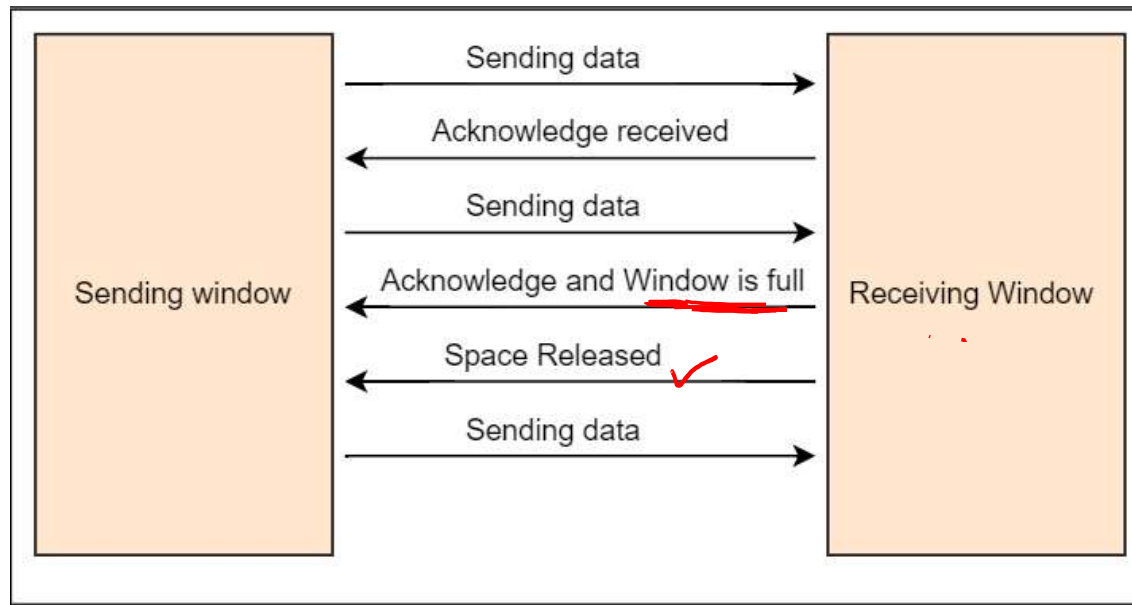 Sending data
Acknowledge received
Sending data
Acknowledge and Window is full
Sending window
Receiving Window
Space Released
Sending data